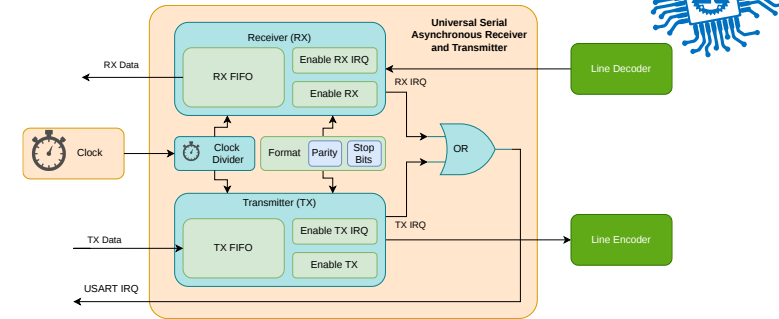 Universal Serial
Asynchronous Receiver
and Transmitter
Receiver (RX)
RX FIFO
Enable RX IRQ
Enable RX
RX Data
RX IRQ
Line Decoder
Clock
Clock
Divider
Format
Parity
Stop
Bits
OR
Transmitter (TX)
TX FIFO
Enable TX IRQ
Enable TX
TX IRQ
TX Data
Line Encoder
USART IRQ